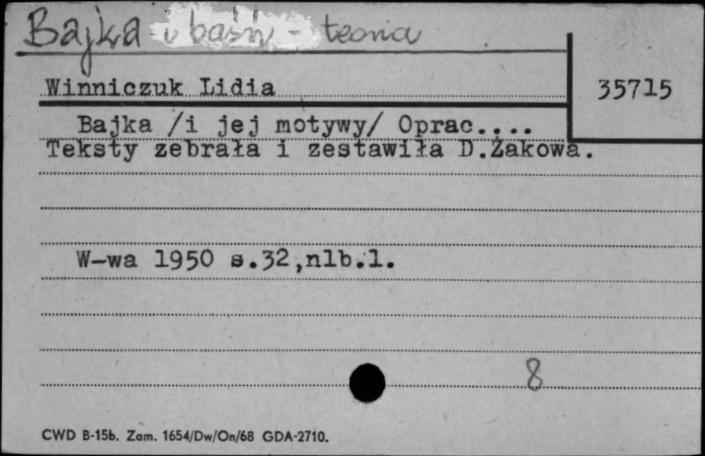 Bajka i baśń - teoria
Winniczuk Lidia
35715
Bajka /i jej motywy/ Oprac....
Teksty zebrała i zestawiła D.Żakowa.
W-wa 1950 s.32,nlb.1.
8
CWD B-15b. Zam. 1654/Dw/On/68 GDA-2710.